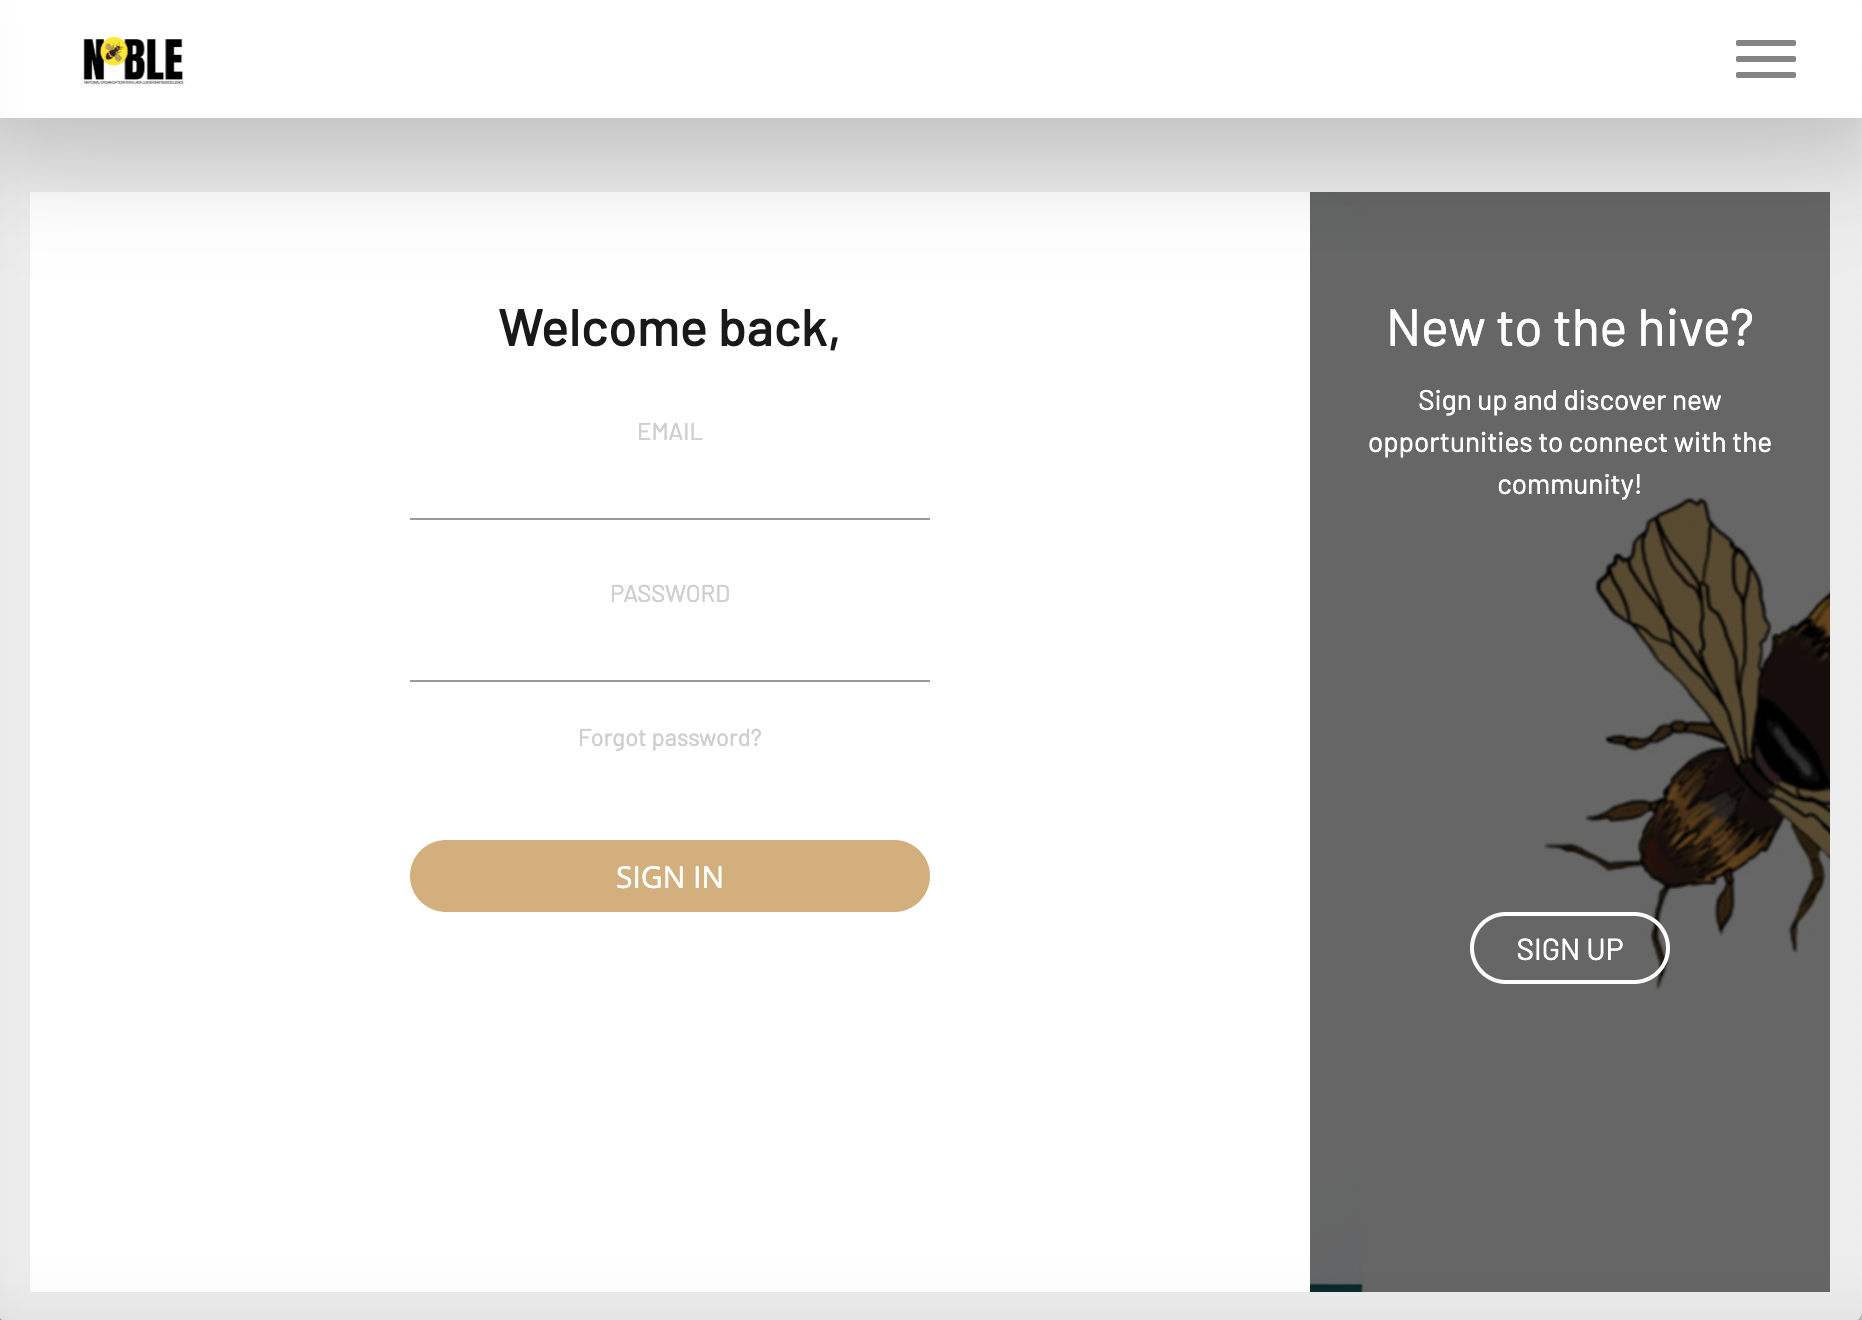 NOBLE
Welcome back,
EMAIL
PASSWORD
Forgot password?
SIGN IN
New to the hive?
Sign up and discover new
opportunities to connect with the
community!
SIGN UP